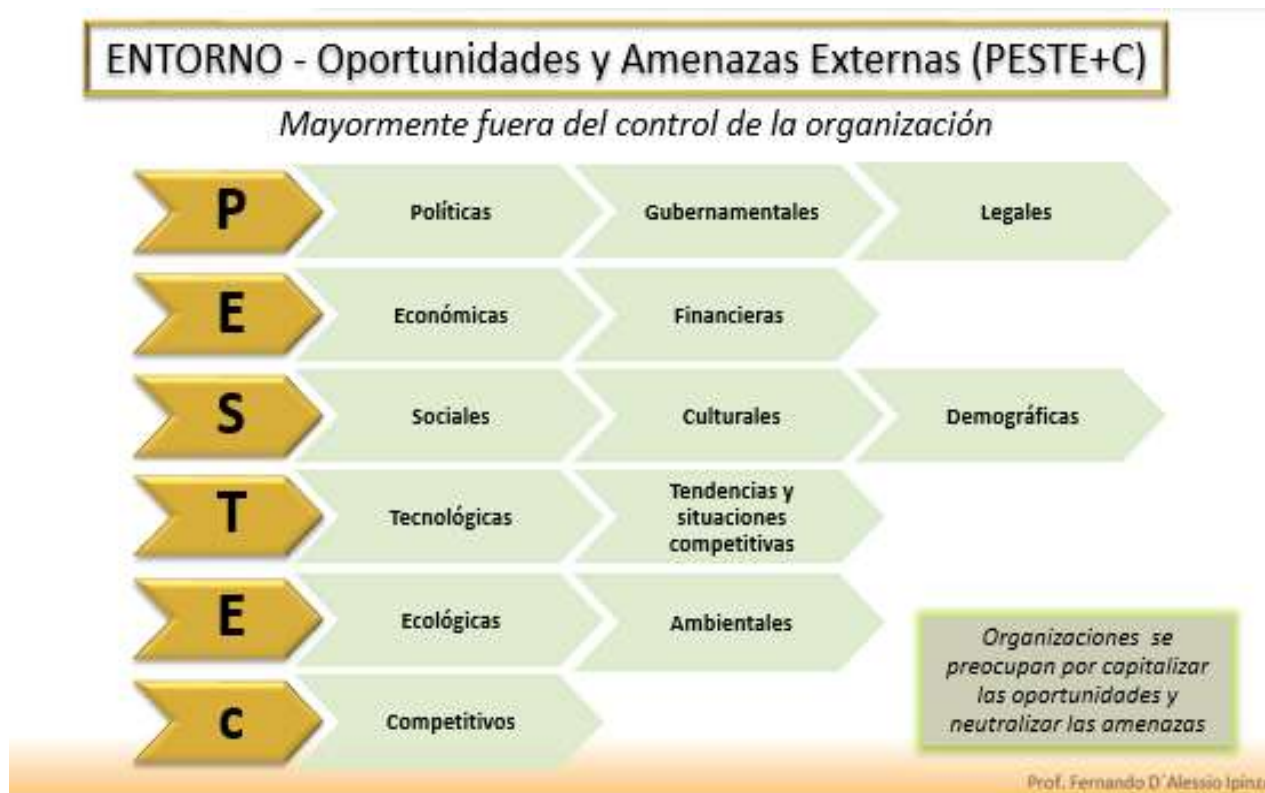 ENTORNO - Oportunidades y Amenazas Externas (PESTE+C)
Mayormente fuera del control de la organización
P
Políticas
Gubernamentales
Legales
E
Económicas
Financieras
S
Sociales
Culturales
Demográficas
T
Tecnológicas
Tendencias y
situaciones
competitivas
E
Ecológicas
Ambientales
c
Competitivos
Organizaciones se
preocupan por capitalizar
las oportunidades y
neutralizar las amenazas
Prof. Fernando D´Alessio